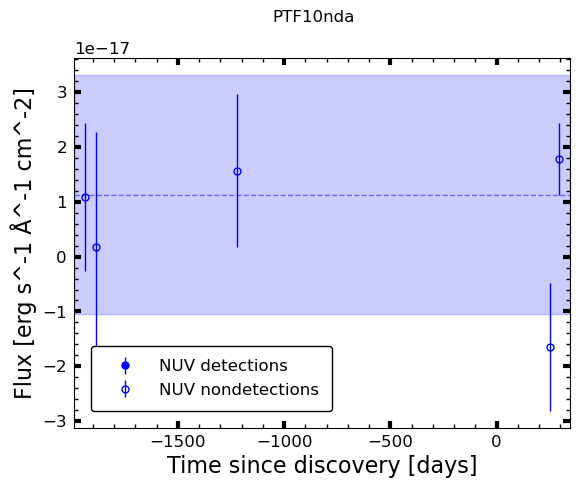 PTF10nda
1e−17
3
2
1
0
−1
−2
−3
Flux [erg s^-1 Å^-1 cm^-2]
NUV detections
NUV nondetections
−1500 −1000 −500 0
Time since discovery [days]